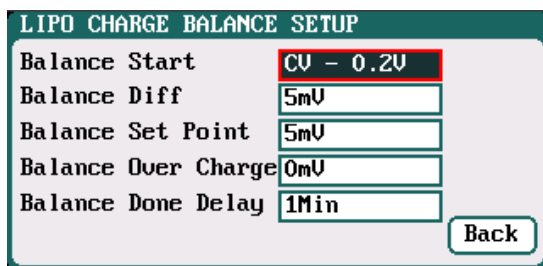 LIPO CHARGE BALANCE SETUP
Balance Start CV - 0.2V
Balance Diff 5mV
Balance Set Point 5mV
Balance Over Charge 0mV
Balance Done Delay 1Min
Back